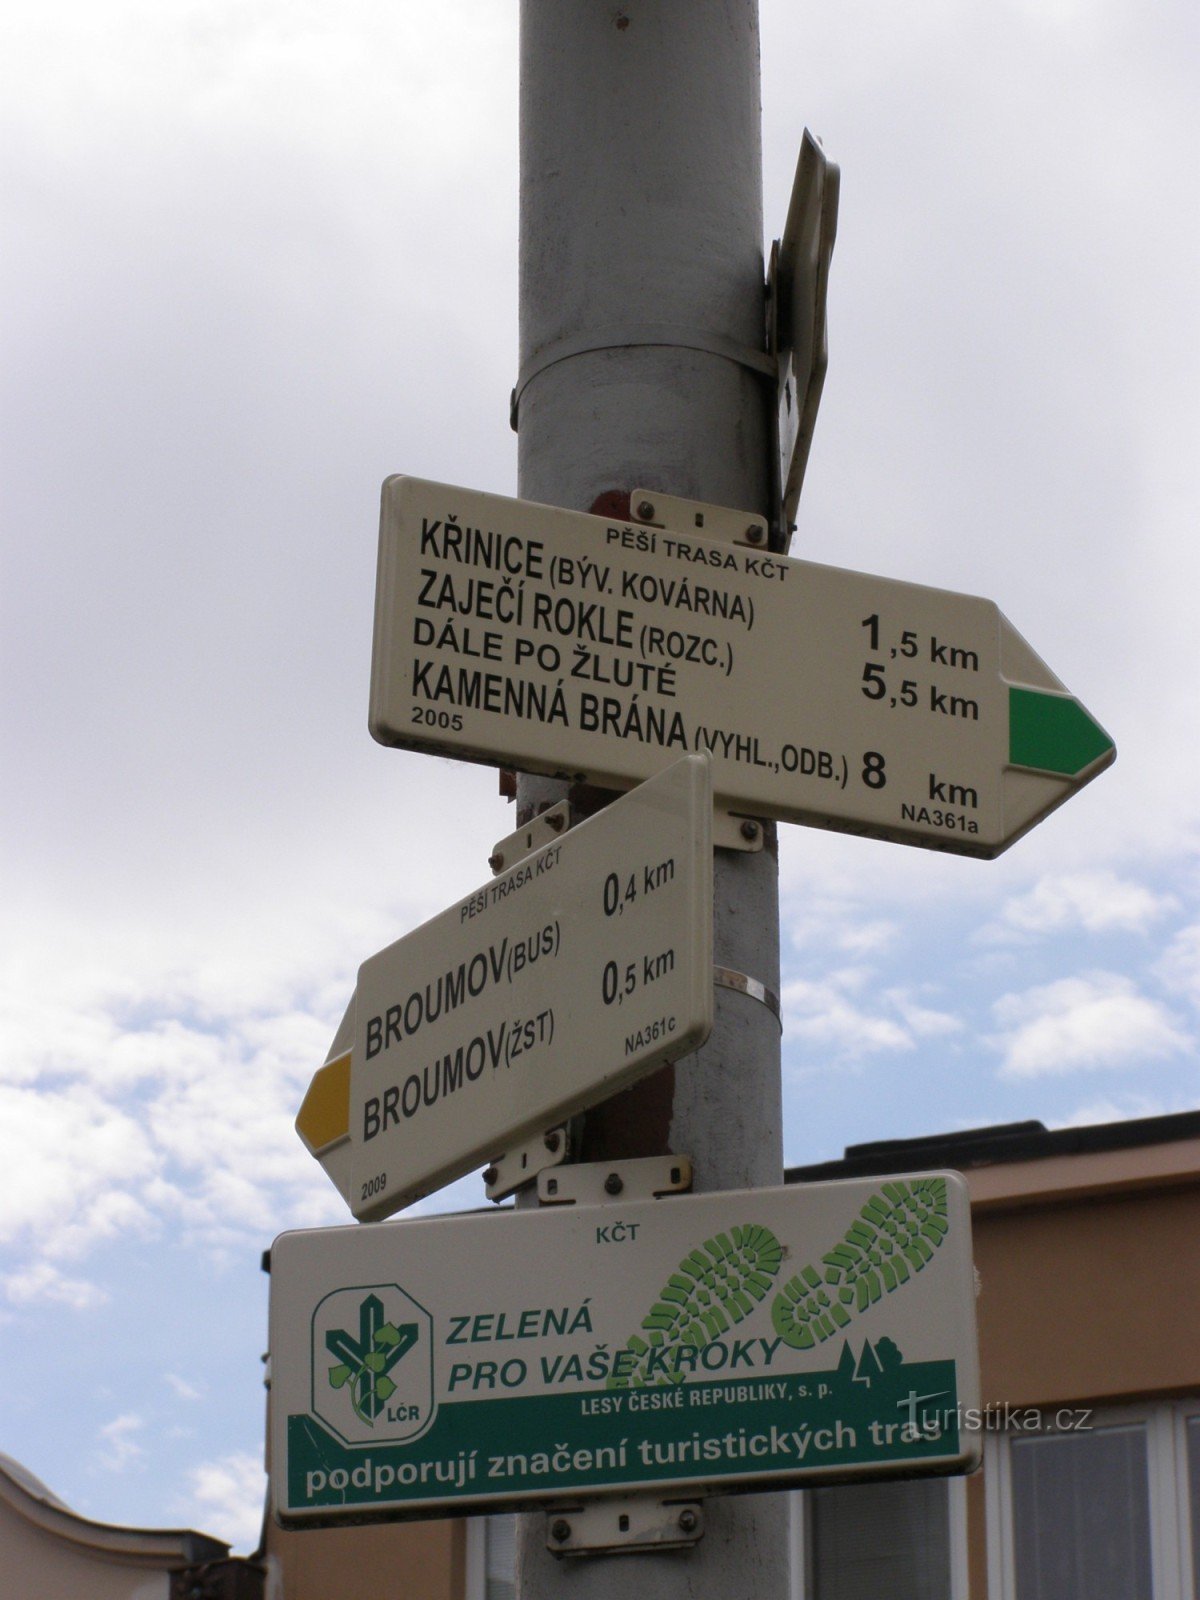 PĚŠÍ TRASA KČT
KŘINICE (BÝV. KOVÁRNA) 1,5 km
ZAJEČÍ ROKLE (ROZC.) 5,5 km
DÁLE PO ŽLUTÉ
KAMENNÁ BRÁNA (VYHL.,ODB.) 8 km
2005 NA361a
PĚŠÍ TRASA KČT
BROUMOV(BUS) 0,4 km
BROUMOV(ŽST) 0,5 km
2009 NA361c
KČT
ZELENÁ
PRO VAŠE KROKY
LČR
LESY ČESKÉ REPUBLIKY, s. p.
podporují značení turistických tras
Turistika.cz